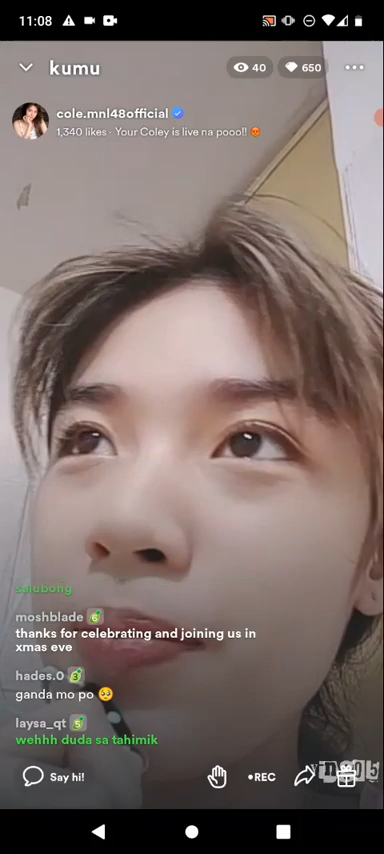 11:08
kumu
40
650
cole.mnl48official
1,340 likes · Your Coley is live na pooo!! 😡
salubong
moshblade 6
thanks for celebrating and joining us in
xmas eve
hades.0 3
ganda mo po 🥺
laysa_qt 5
wehhh duda sa tahimik
Say hi!
•REC